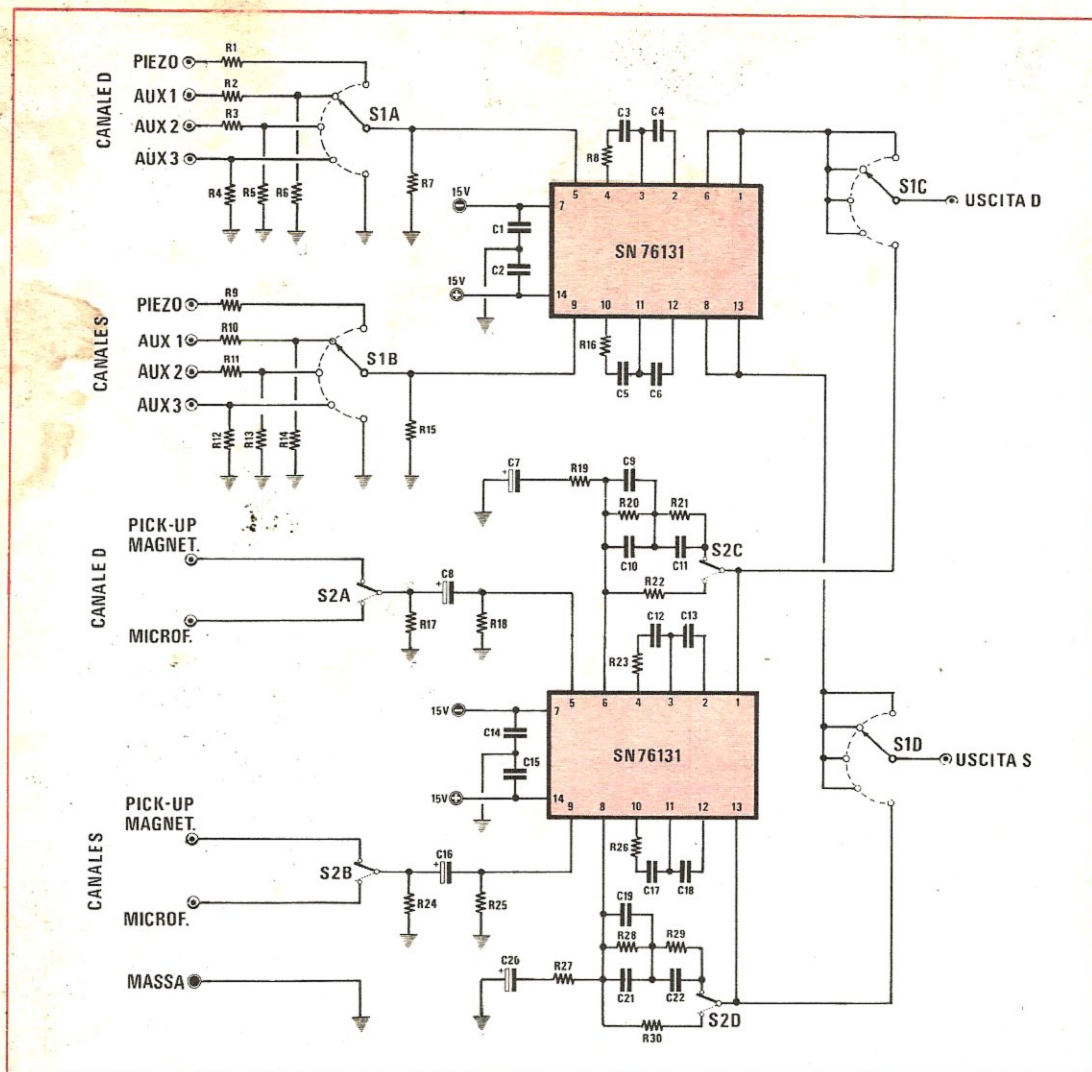 CANALE D
PIEZO
R1
AUX 1
R2
AUX 2
R3
AUX 3
S1A
R4
R5
R6
R7
C3
C4
R8
5
4
3
2
6
1
15V
7
C1
C2
SN 76131
15V
14
9
10
11
12
8
13
S1C
USCITA D
CANALE S
PIEZO
R9
AUX 1
R10
AUX 2
R11
AUX 3
S1B
R12
R13
R14
R15
R16
C5
C6
C7
R19
C9
R20
R21
C10
C11
S2C
R22
CANALE D
PICK-UP
MAGNET.
S2A
MICROF.
C8
R17
R18
C12
C13
R23
5
6
4
3
2
1
15V
7
C14
C15
SN76131
15V
14
9
8
10
11
12
13
S1D
USCITA S
CANALE S
PICK-UP
MAGNET.
S2B
MICROF.
C16
R24
R25
R26
C17
C18
C19
R28
R29
C20
R27
C21
C22
S2D
R30
MASSA